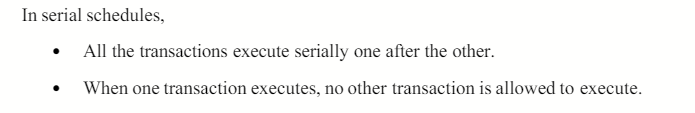 In serial schedules,
• All the transactions execute serially one after the other.
• When one transaction executes, no other transaction is allowed to execute.